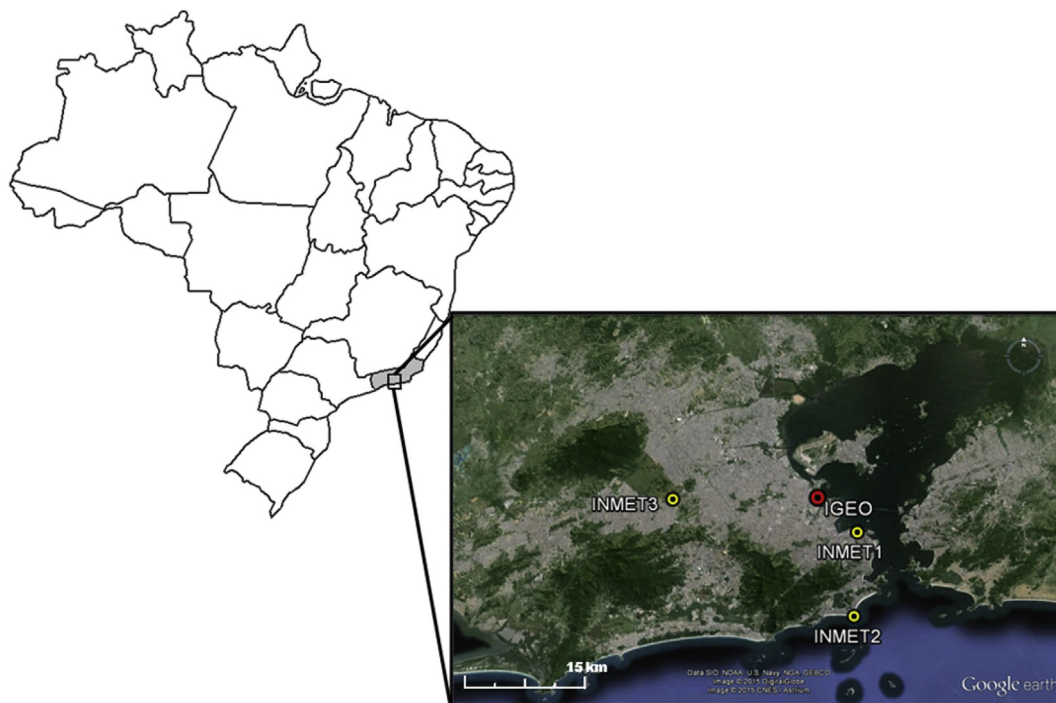 N
INMET3
IGEO
INMET1
INMET2
15 km
Data SIO, NOAA, U.S. Navy, NGA, GEBCO
Image © 2015 DigitalGlobe
Image © 2015 CNES / Astrium
Google earth